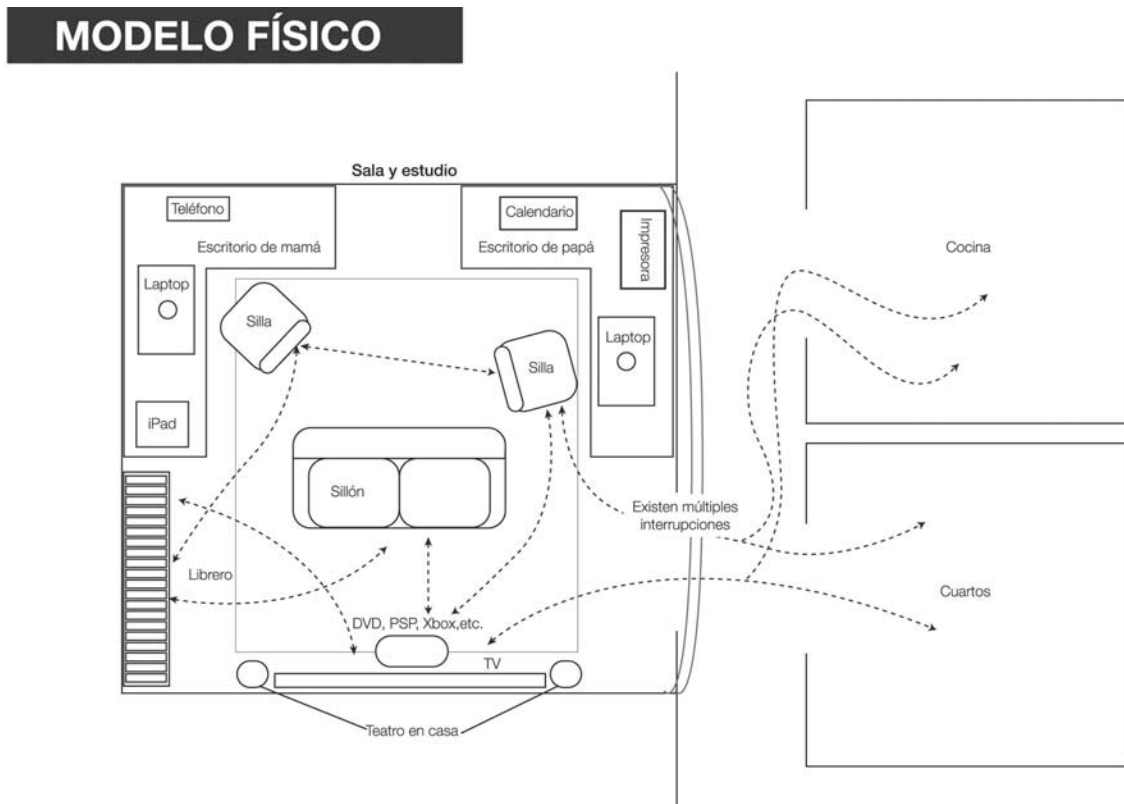 MODELO FÍSICO
Sala y estudio
Teléfono
Escritorio de mamá
Calendario
Escritorio de papá
Impresora
Cocina
Laptop
Silla
Laptop
Silla
iPad
Sillón
Existen múltiples
interrupciones
Librero
Cuartos
DVD, PSP, Xbox,etc.
TV
Teatro en casa